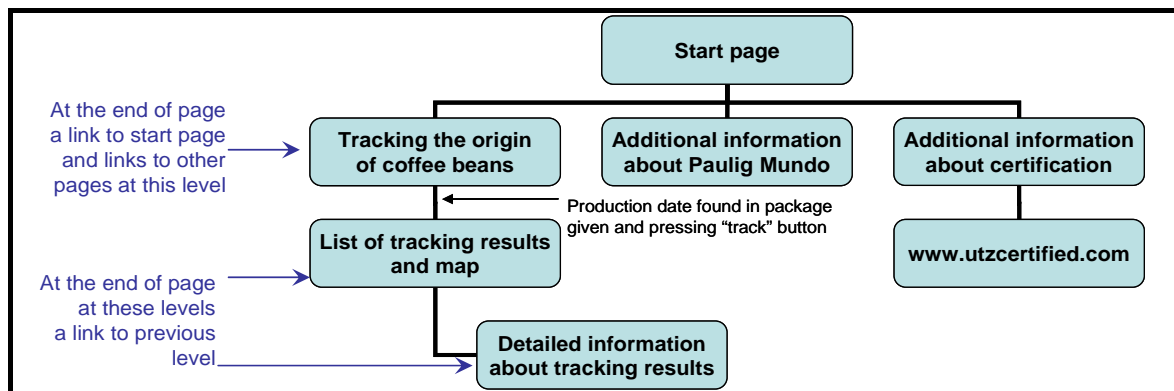 Start page
At the end of page
a link to start page
and links to other
pages at this level
Tracking the origin
of coffee beans
Additional information
about Paulig Mundo
Additional information
about certification
Production date found in package
given and pressing “track” button
List of tracking results
and map
www.utzcertified.com
At the end of page
at these levels
a link to previous
level
Detailed information
about tracking results